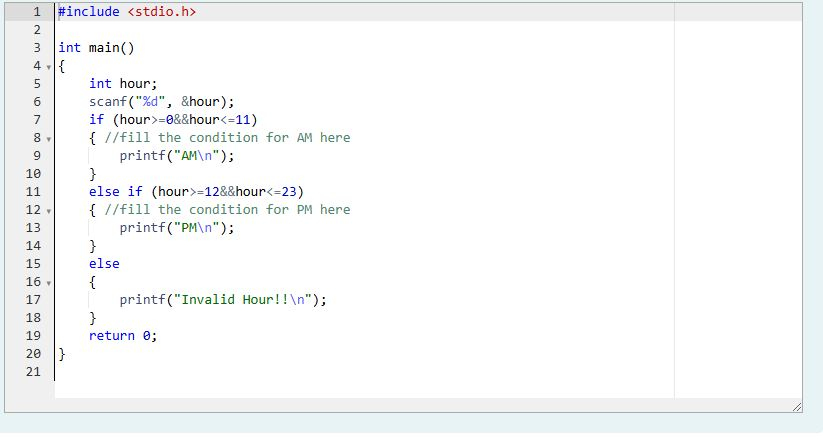 1 #include <stdio.h>
2
3 int main()
4 {
5     int hour;
6     scanf("%d", &hour);
7     if (hour>=0&&hour<=11)
8     { //fill the condition for AM here
9         printf("AM\n");
10     }
11     else if (hour>=12&&hour<=23)
12     { //fill the condition for PM here
13         printf("PM\n");
14     }
15     else
16     {
17         printf("Invalid Hour!!\n");
18     }
19     return 0;
20 }
21